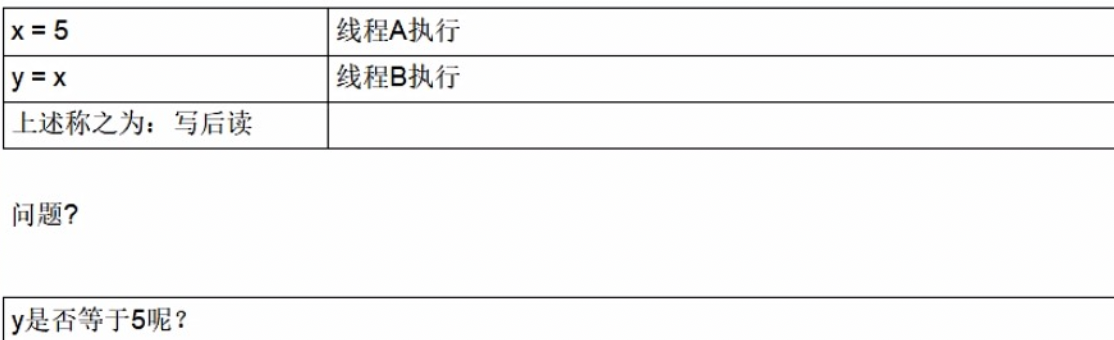 x = 5 线程A执行
y = x 线程B执行
上述称之为：写后读
问题?
y是否等于5呢?